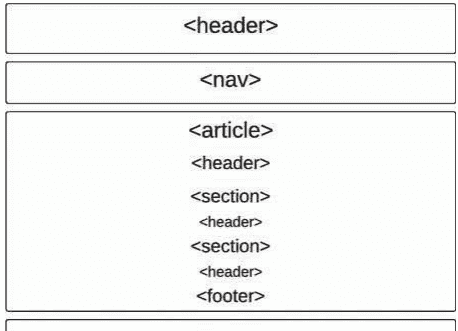 <header>
<nav>
<article>
<header>
<section>
<header>
<section>
<header>
<footer>